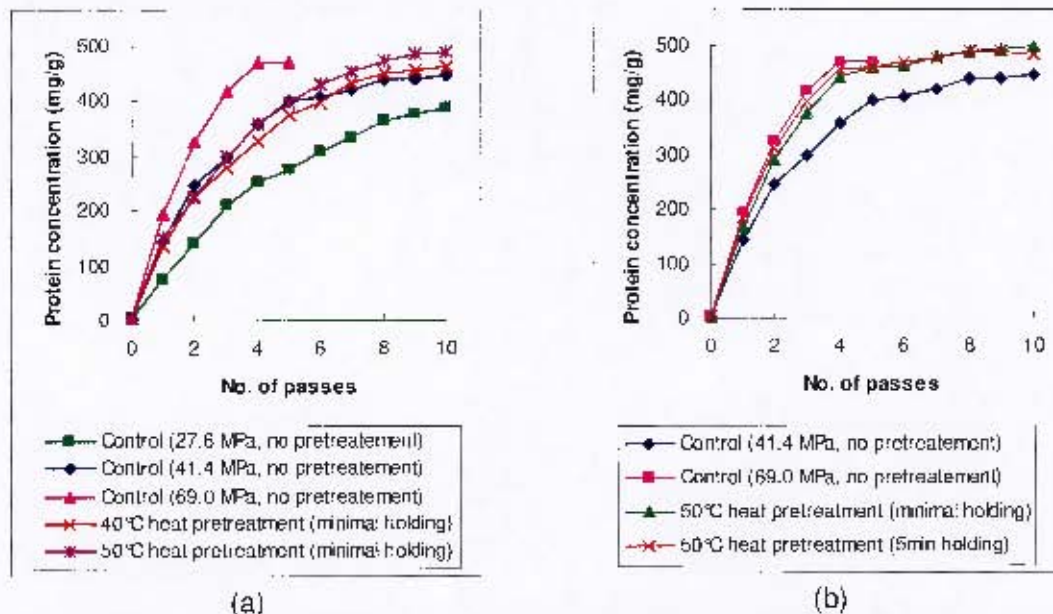 Protein concentration (mg/g)
500
400
300
200
100
0
0 2 4 6 8 10
No. of passes
Control (27.6 MPa, no pretreatement)
Control (41.4 MPa, no pretreatement)
Control (69.0 MPa, no pretreatement)
40°C heat pretreatment (minimal holding)
50°C heat pretreatment (minimal holding)
(a)
Protein concentration (mg/g)
500
400
300
200
100
0
0 2 4 6 8 10
No. of passes
Control (41.4 MPa, no pretreatement)
Control (69.0 MPa, no pretreatement)
50°C heat pretreatment (minimal holding)
50°C heat pretreatment (5min holding)
(b)